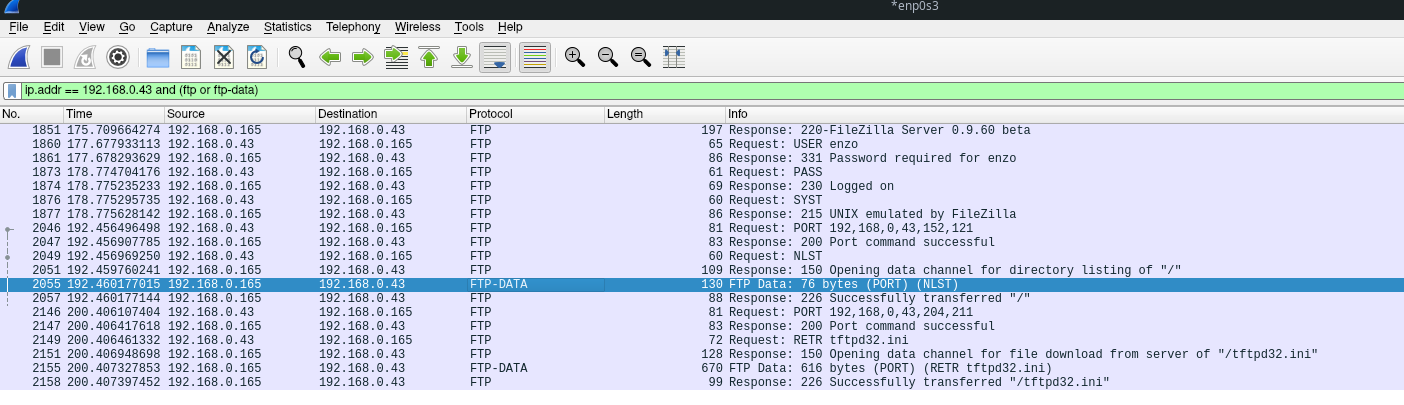 *enp0s3
File Edit View Go Capture Analyze Statistics Telephony Wireless Tools Help
ip.addr == 192.168.0.43 and (ftp or ftp-data)
No. Time Source Destination Protocol Length Info
1851 175.709664274 192.168.0.165 192.168.0.43 FTP 197 Response: 220-FileZilla Server 0.9.60 beta
1860 177.677933113 192.168.0.43 192.168.0.165 FTP 65 Request: USER enzo
1861 177.678293629 192.168.0.165 192.168.0.43 FTP 86 Response: 331 Password required for enzo
1873 178.774704176 192.168.0.43 192.168.0.165 FTP 61 Request: PASS
1874 178.775235233 192.168.0.165 192.168.0.43 FTP 69 Response: 230 Logged on
1876 178.775295735 192.168.0.43 192.168.0.165 FTP 60 Request: SYST
1877 178.775628142 192.168.0.165 192.168.0.43 FTP 86 Response: 215 UNIX emulated by FileZilla
2046 192.456496498 192.168.0.43 192.168.0.165 FTP 81 Request: PORT 192,168,0,43,152,121
2047 192.456907785 192.168.0.165 192.168.0.43 FTP 83 Response: 200 Port command successful
2049 192.456969250 192.168.0.43 192.168.0.165 FTP 60 Request: NLST
2051 192.459760241 192.168.0.165 192.168.0.43 FTP 109 Response: 150 Opening data channel for directory listing of "/"
2055 192.460177015 192.168.0.165 192.168.0.43 FTP-DATA 130 FTP Data: 76 bytes (PORT) (NLST)
2057 192.460177144 192.168.0.165 192.168.0.43 FTP 88 Response: 226 Successfully transferred "/"
2146 200.406107404 192.168.0.43 192.168.0.165 FTP 81 Request: PORT 192,168,0,43,204,211
2147 200.406417618 192.168.0.165 192.168.0.43 FTP 83 Response: 200 Port command successful
2149 200.406461332 192.168.0.43 192.168.0.165 FTP 72 Request: RETR tftpd32.ini
2151 200.406948698 192.168.0.165 192.168.0.43 FTP 128 Response: 150 Opening data channel for file download from server of "/tftpd32.ini"
2155 200.407327853 192.168.0.165 192.168.0.43 FTP-DATA 670 FTP Data: 616 bytes (PORT) (RETR tftpd32.ini)
2158 200.407397452 192.168.0.165 192.168.0.43 FTP 99 Response: 226 Successfully transferred "/tftpd32.ini"